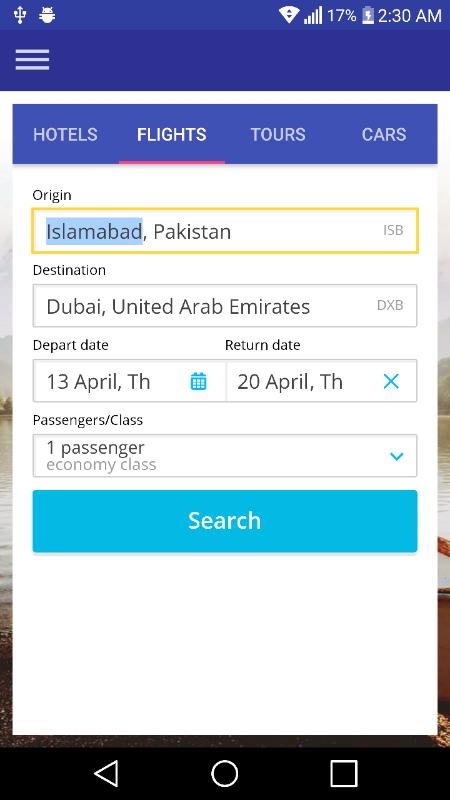 17% 2:30 AM
HOTELS FLIGHTS TOURS CARS
Origin
Islamabad, Pakistan ISB
Destination
Dubai, United Arab Emirates DXB
Depart date Return date
13 April, Th 20 April, Th
Passengers/Class
1 passenger
economy class
Search